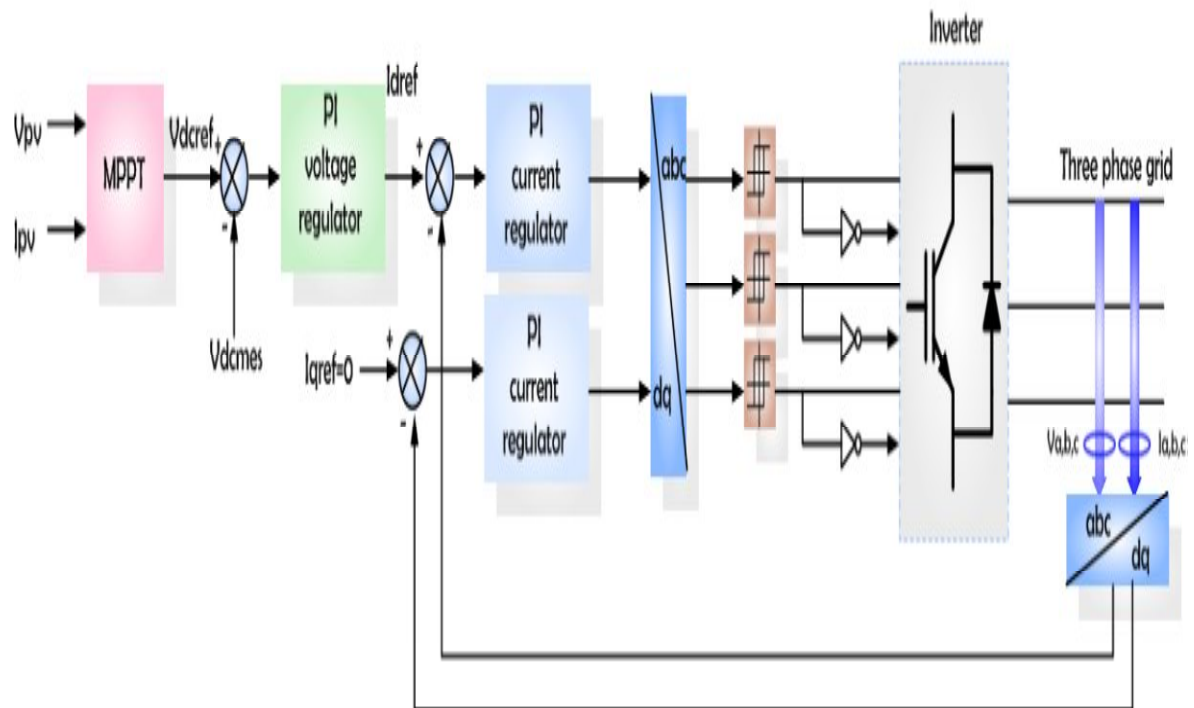 Inverter
Vpv
Ipv
MPPT
Vdcref
+
-
Vdcmes
PI
voltage
regulator
Idref
+
-
PI
current
regulator
Iqref=0
+
-
PI
current
regulator
abc
dq
Three phase grid
Va,b,c
Ia,b,c
abc
dq